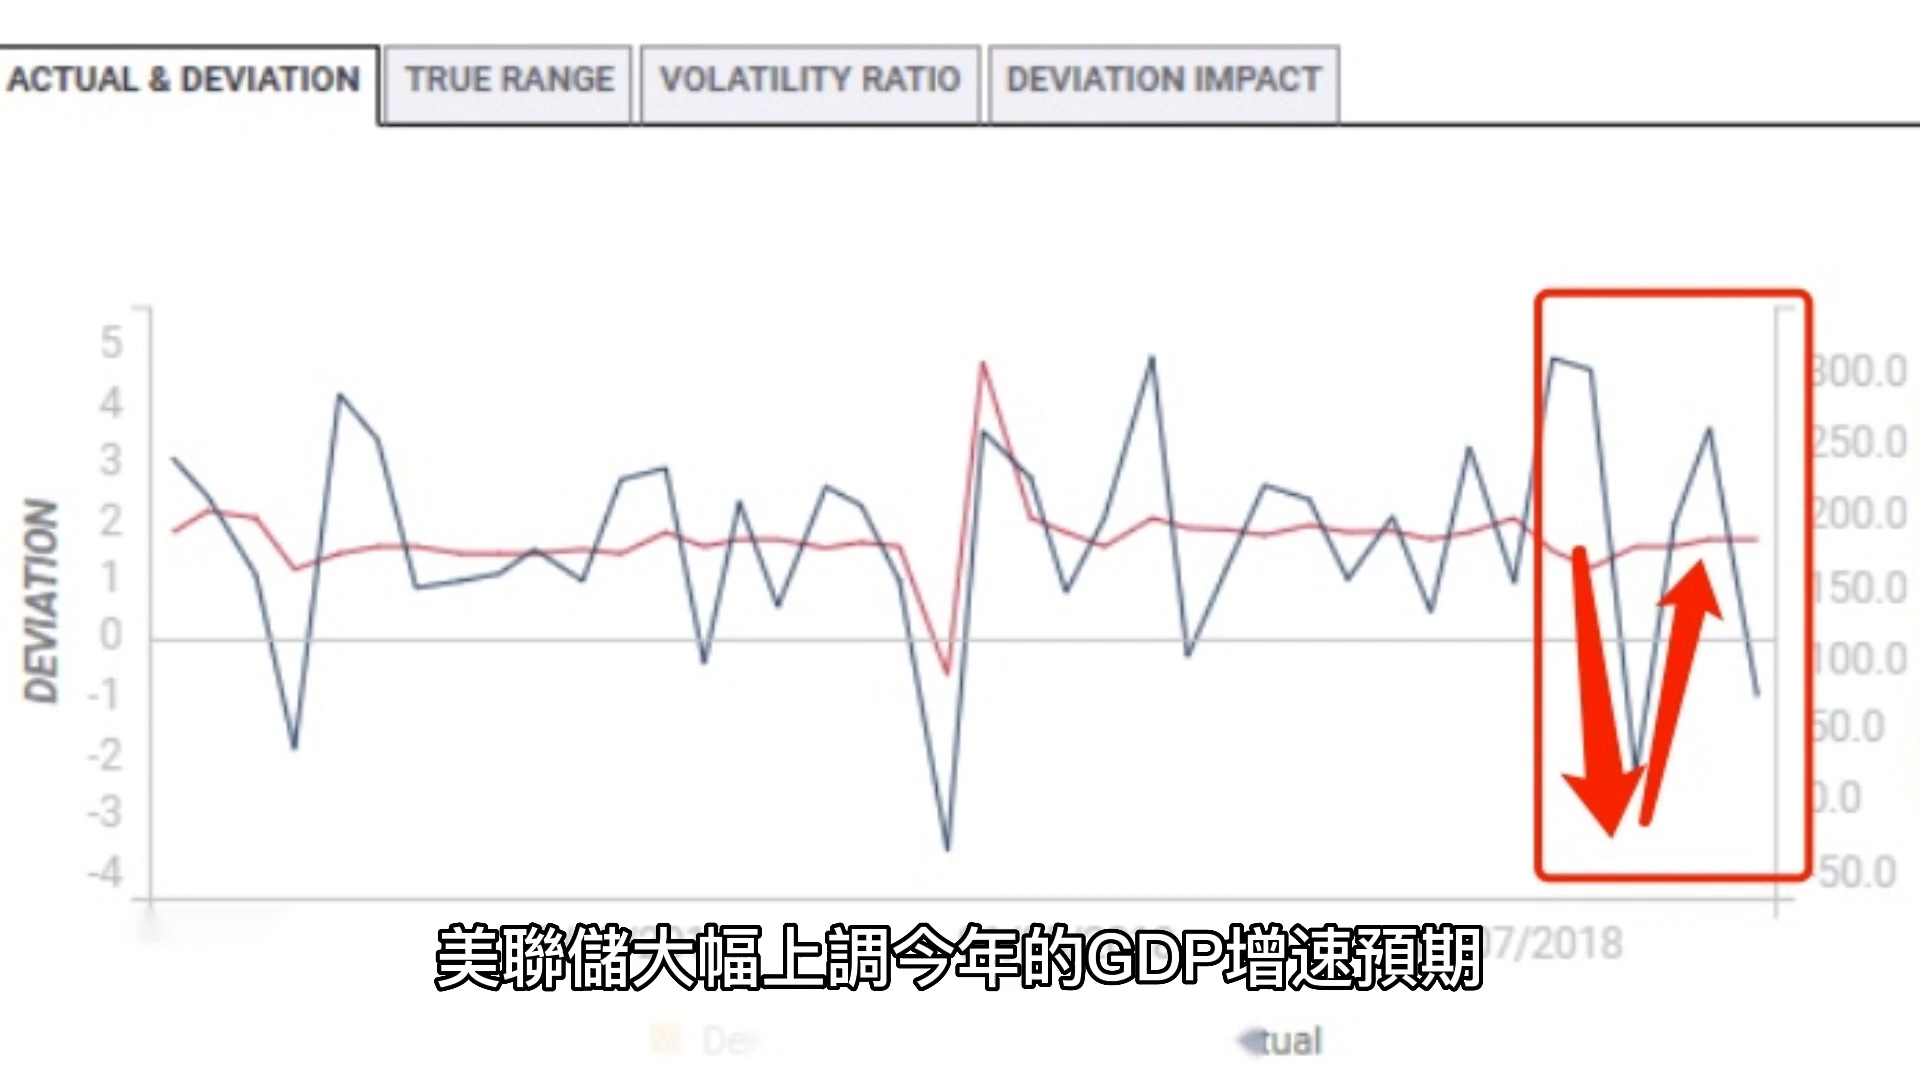 ACTUAL & DEVIATION
TRUE RANGE
VOLATILITY RATIO
DEVIATION IMPACT
DEVIATION
5
4
3
2
1
0
-1
-2
-3
-4
300.0
250.0
200.0
150.0
100.0
50.0
0.0
50.0
07/2018
美聯儲大幅上調今年的GDP增速預期
tual